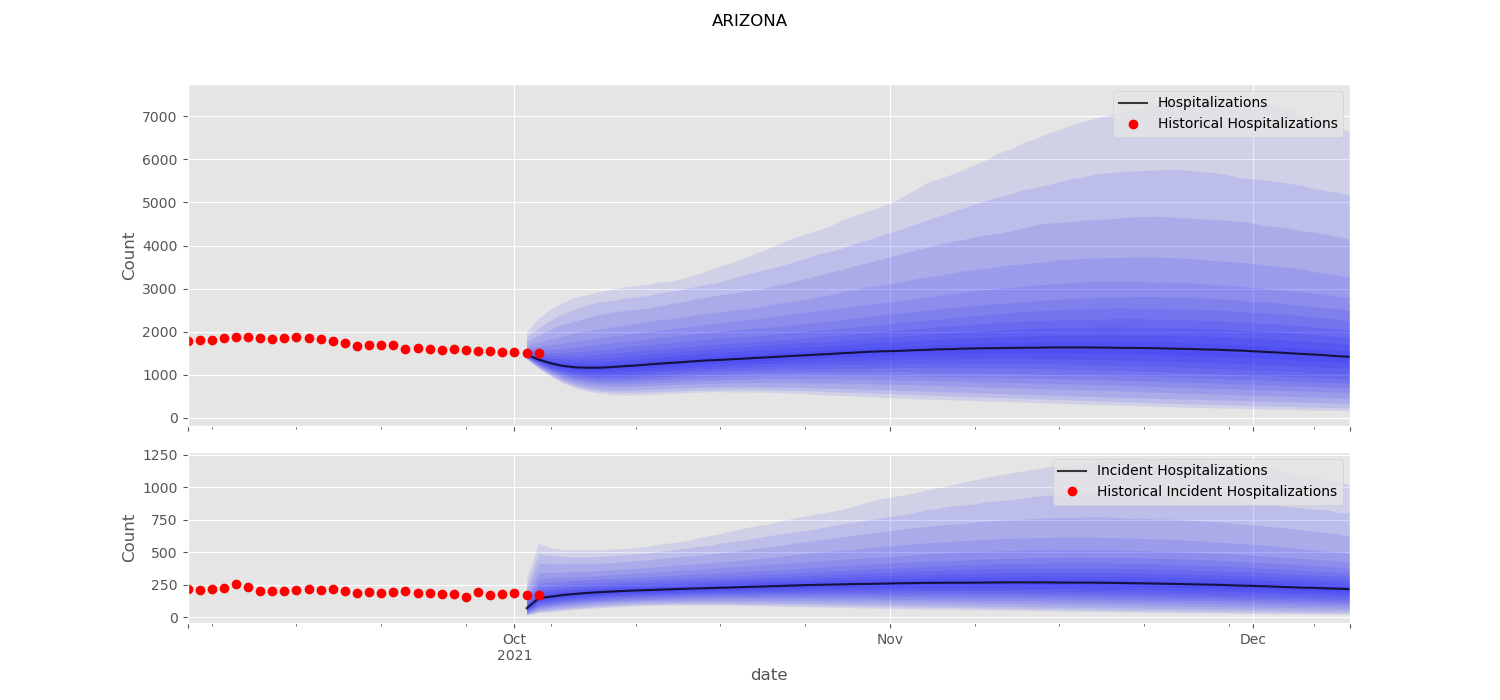 ARIZONA
Hospitalizations
Historical Hospitalizations
7000
6000
5000
4000
3000
2000
1000
0
Count
Incident Hospitalizations
Historical Incident Hospitalizations
1250
1000
750
500
250
0
Count
Oct
2021
Nov
Dec
date